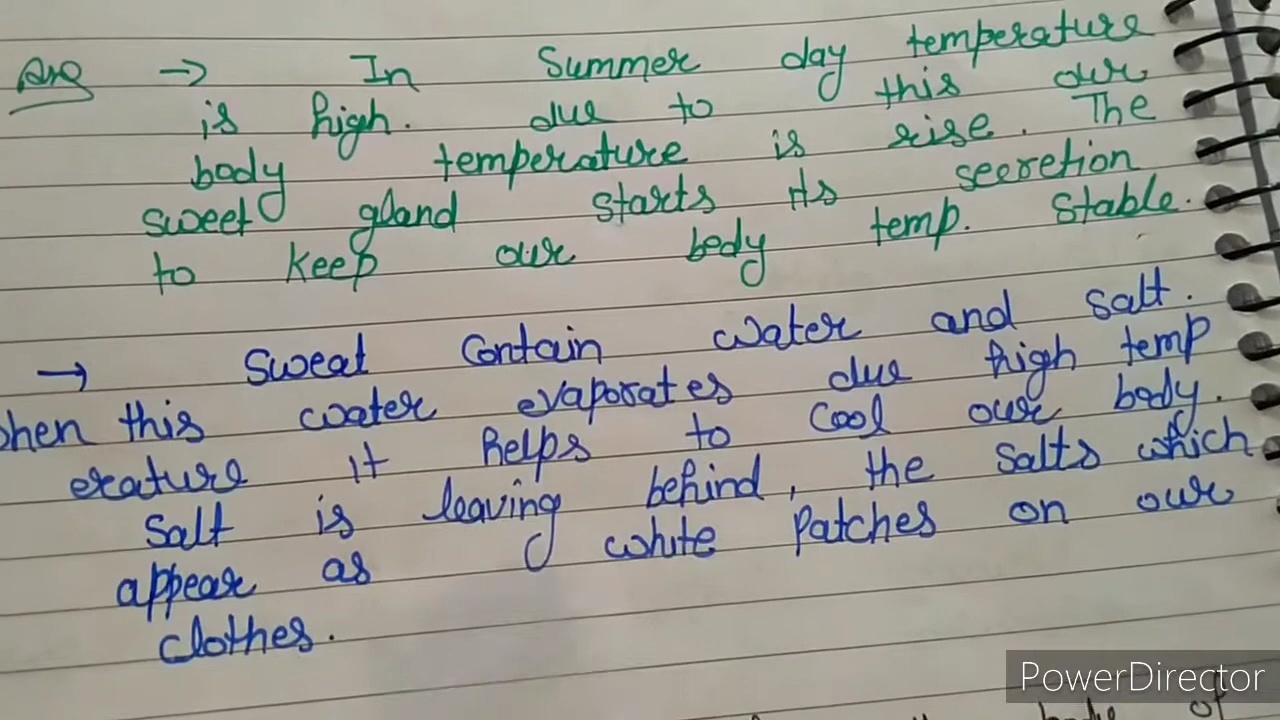 Ans → In Summer day temperature
is high. due to this our
body temperature is rise. The
sweet gland starts its secretion
to keep our body temp. stable.
→ Sweat Contain water and salt.
when this water evaporates due high temp
erature it helps to cool our body.
Salt is leaving behind, the salts which
appear as white patches on our
clothes.
PowerDirector
of